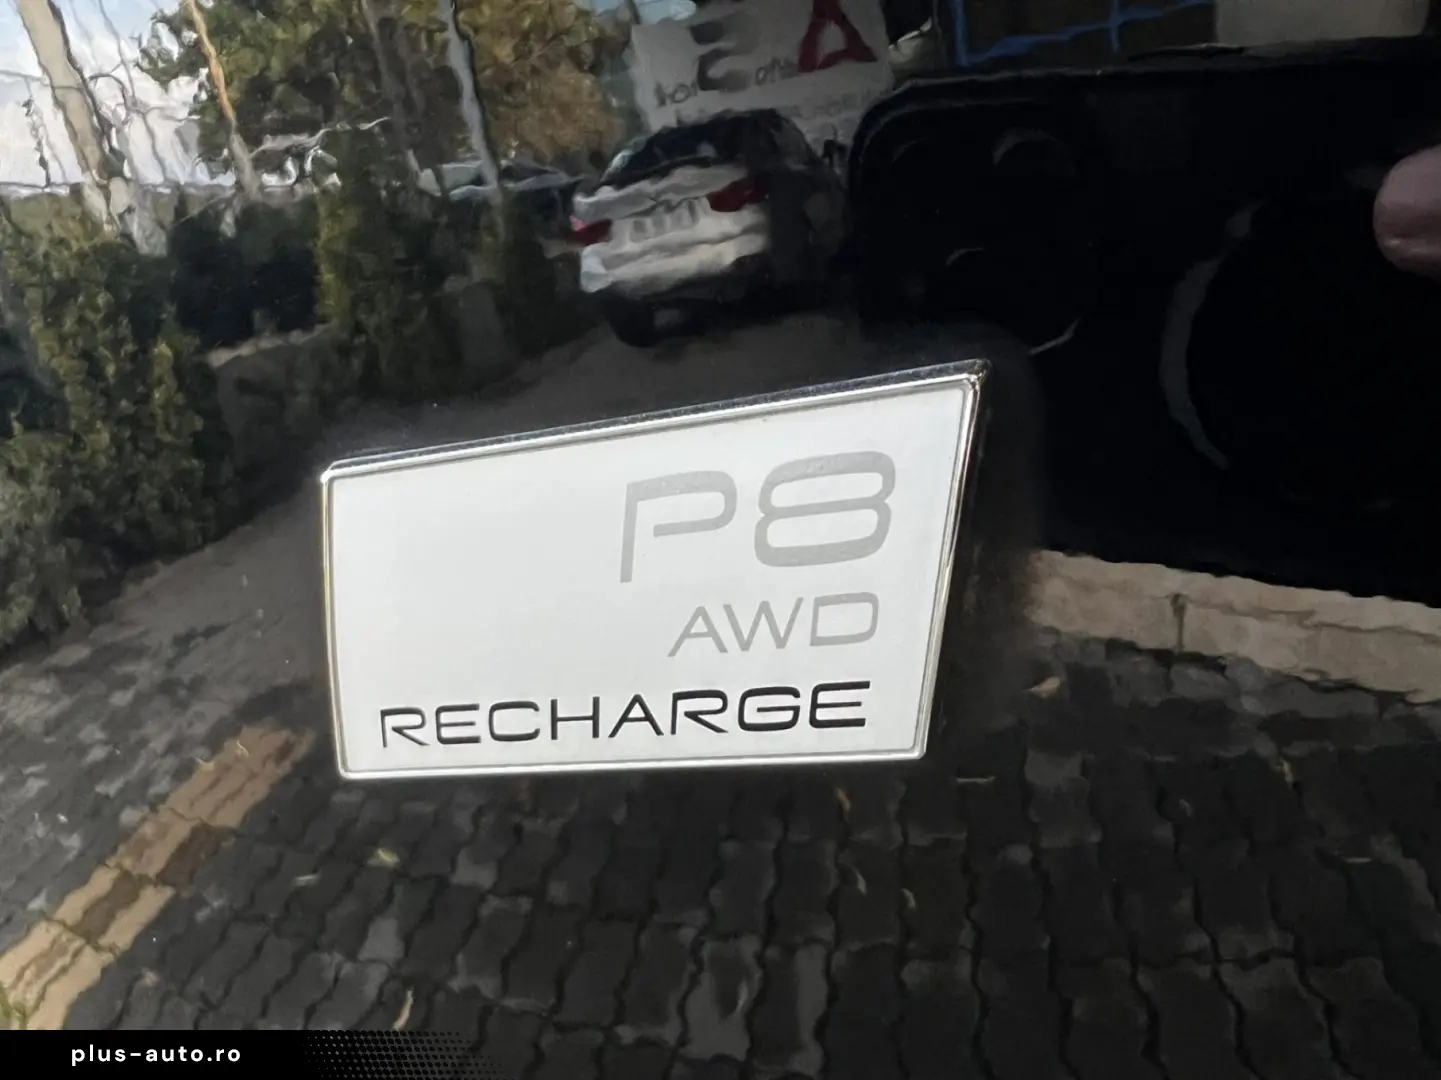 P8
AWD
RECHARGE
plus-auto.ro